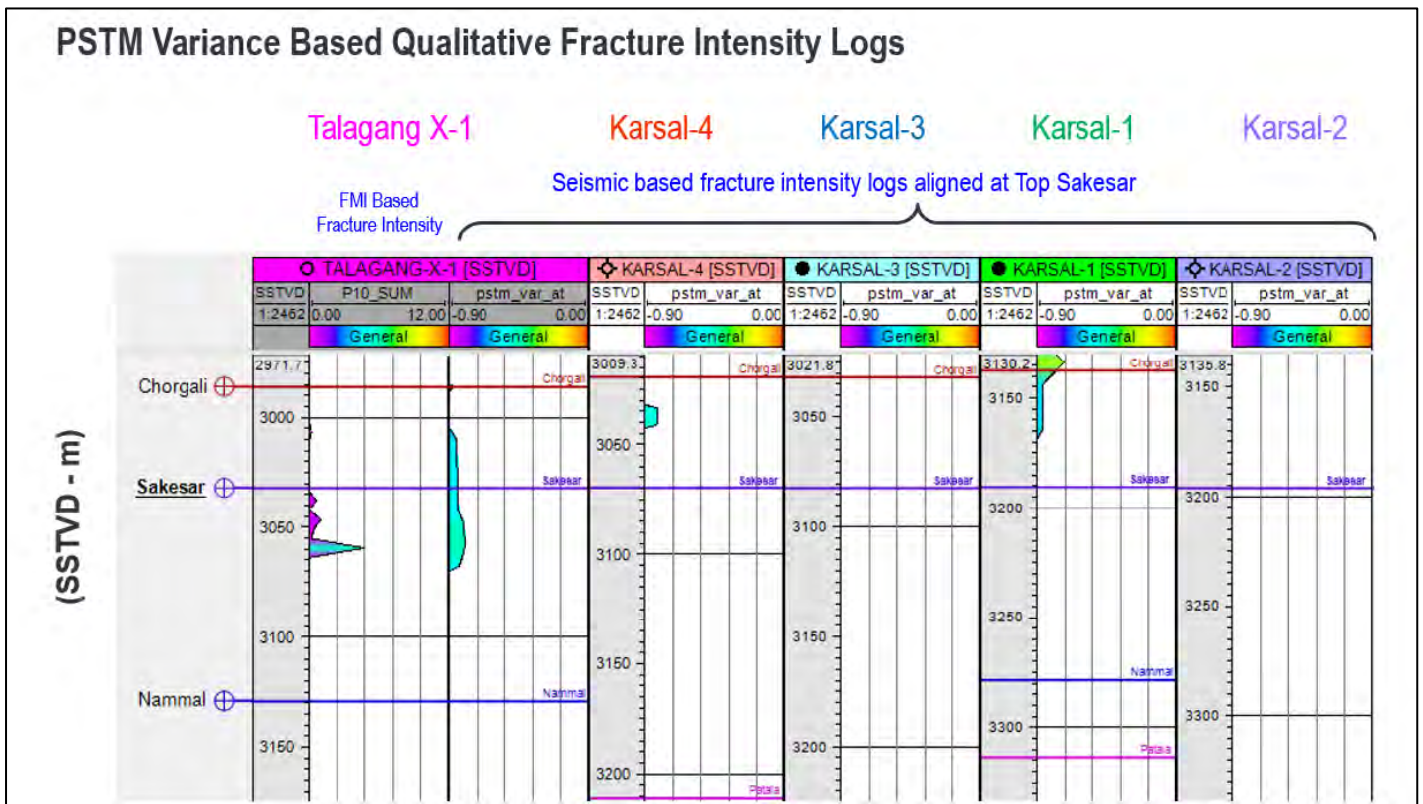 PSTM Variance Based Qualitative Fracture Intensity Logs
Talagang X-1 Karsal-4 Karsal-3 Karsal-1 Karsal-2
Seismic based fracture intensity logs aligned at Top Sakesar
FMI Based
Fracture Intensity
TALAGANG-X-1 [SSTVD] KARSAL-4 [SSTVD] KARSAL-3 [SSTVD] KARSAL-1 [SSTVD] KARSAL-2 [SSTVD]
SSTVD P10_SUM pstm_var_at SSTVD pstm_var_at SSTVD pstm_var_at SSTVD pstm_var_at SSTVD pstm_var_at
1:2462 0.00 12.00 -0.90 0.00 1:2462 -0.90 0.00 1:2462 -0.90 0.00 1:2462 -0.90 0.00 1:2462 -0.90 0.00
General General General General General General
2971.7 3009.3 3021.8 3130.2 3135.8
Chorgali Chorgali Chorgali Chorgali Chorgali
3150
3000 3050 3150
3050
Sakesar Sakesar Sakesar Sakesar Sakesar Sakesar
3200
3200
3050 3100
3100
3250
3250
3100 3150
3150
Nammal Nammal Nammal
3300
3300
3150 3200 Patala
3200
Patala
(SSTVD - m)